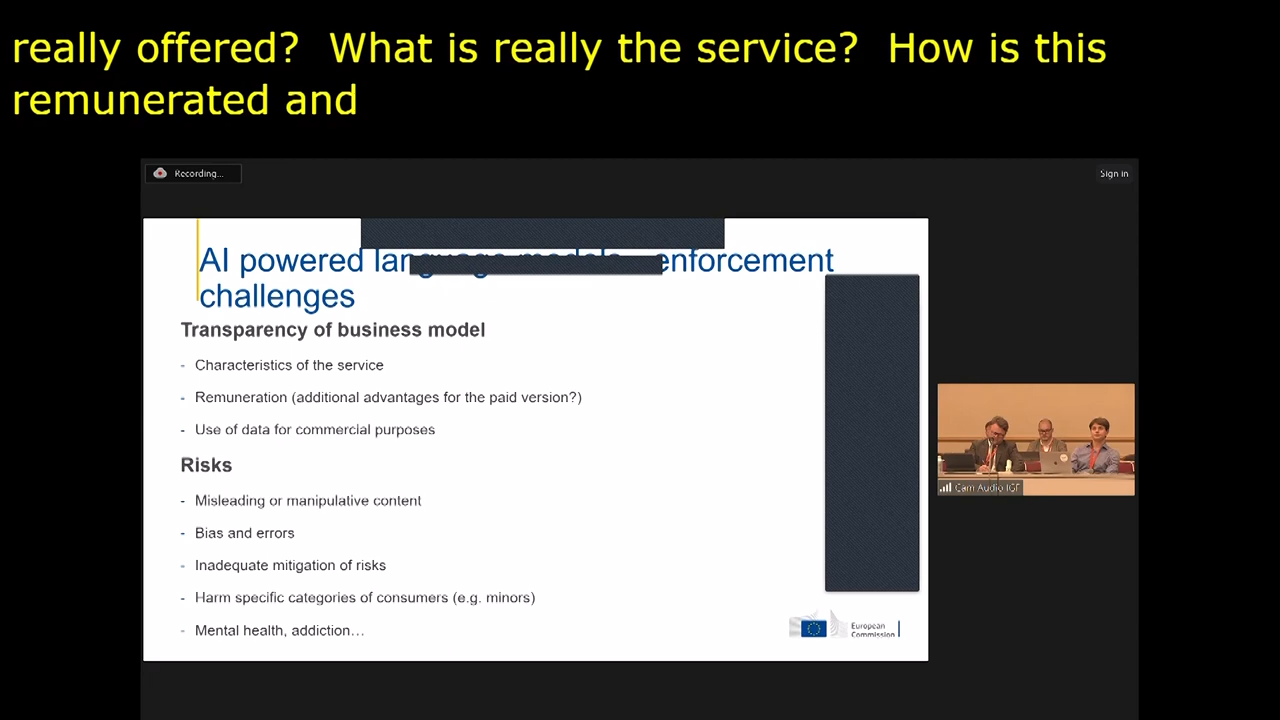 really offered?  What is really the service?  How is this
remunerated and
Recording...
Sign in
AI powered language models - enforcement
challenges
Transparency of business model
- Characteristics of the service
- Remuneration (additional advantages for the paid version?)
- Use of data for commercial purposes
Risks
- Misleading or manipulative content
- Bias and errors
- Inadequate mitigation of risks
- Harm specific categories of consumers (e.g. minors)
- Mental health, addiction…
European
Commission
Cam Audio IGF